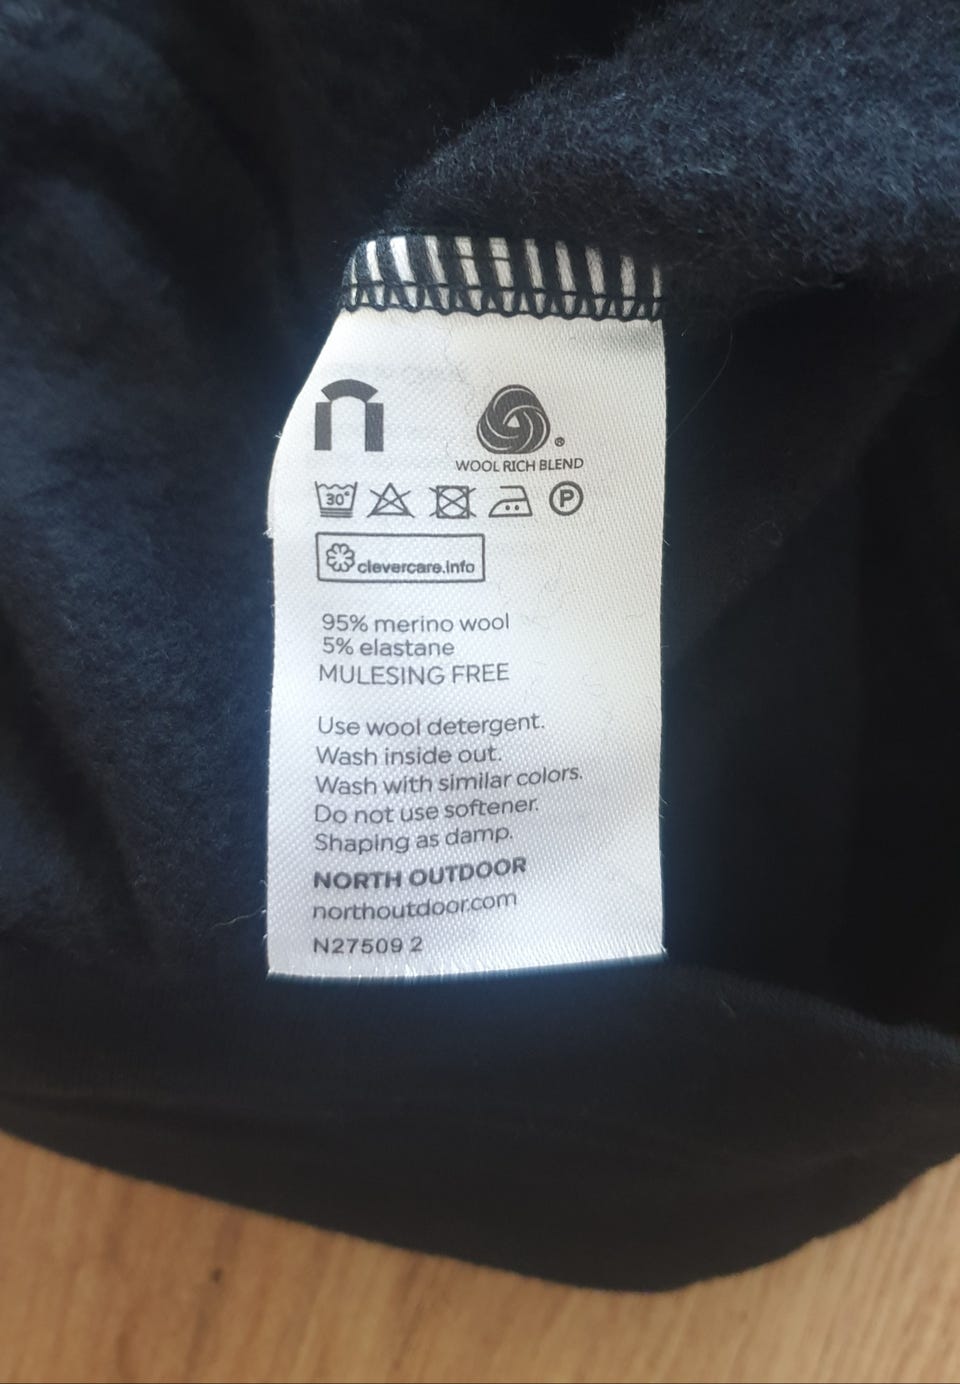 WOOL RICH BLEND
30° P
clevercare.info
95% merino wool
5% elastane
MULESING FREE
Use wool detergent.
Wash inside out.
Wash with similar colors.
Do not use softener.
Shaping as damp.
NORTH OUTDOOR
northoutdoor.com
N27509 2